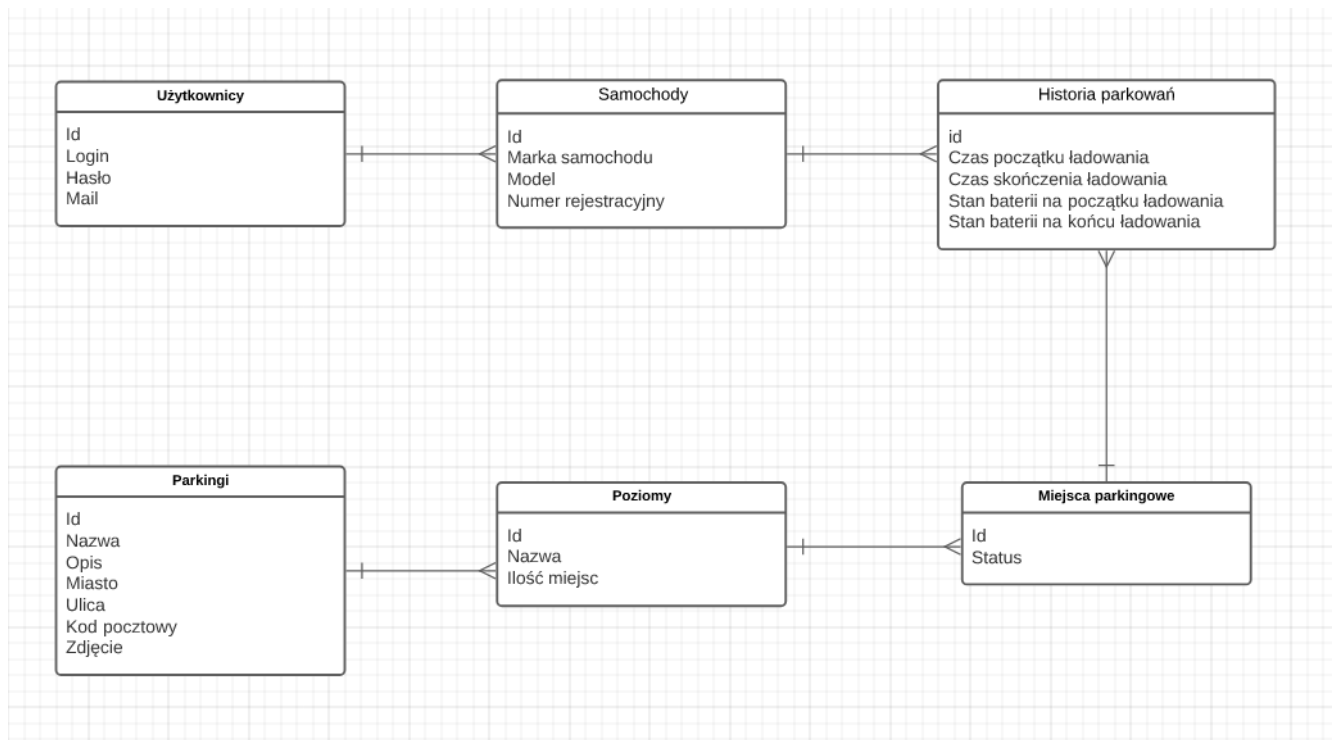 Użytkownicy
Id
Login
Hasło
Mail
Samochody
Id
Marka samochodu
Model
Numer rejestracyjny
Historia parkowań
id
Czas początku ładowania
Czas skończenia ładowania
Stan baterii na początku ładowania
Stan baterii na końcu ładowania
Parkingi
Id
Nazwa
Opis
Miasto
Ulica
Kod pocztowy
Zdjęcie
Poziomy
Id
Nazwa
Ilość miejsc
Miejsca parkingowe
Id
Status